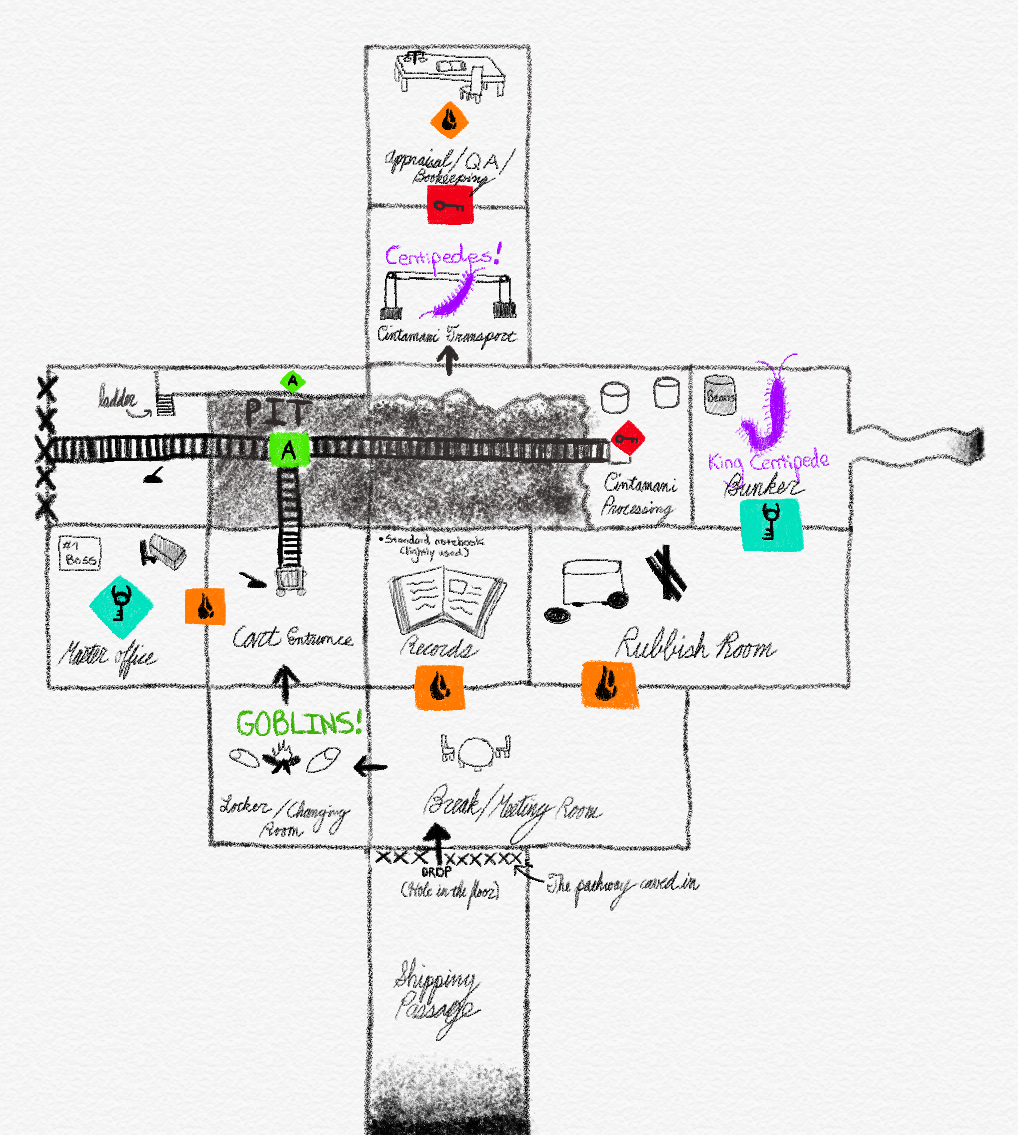 Appraisal/QA/
Bookeeping
Centipedes!
Cintamani Transport
ladder
A
PIT
A
Beans
King Centipede
Bunker
Cintamani
Processing
#1
Boss
• Standard notebook
(lightly used)
Master office
Cart Entrance
Records
Rubbish Room
GOBLINS!
Locker/Changing
Room
Break/Meeting Room
DROP
(Hole in the floor)
The pathway caved in
Shipping
Passage